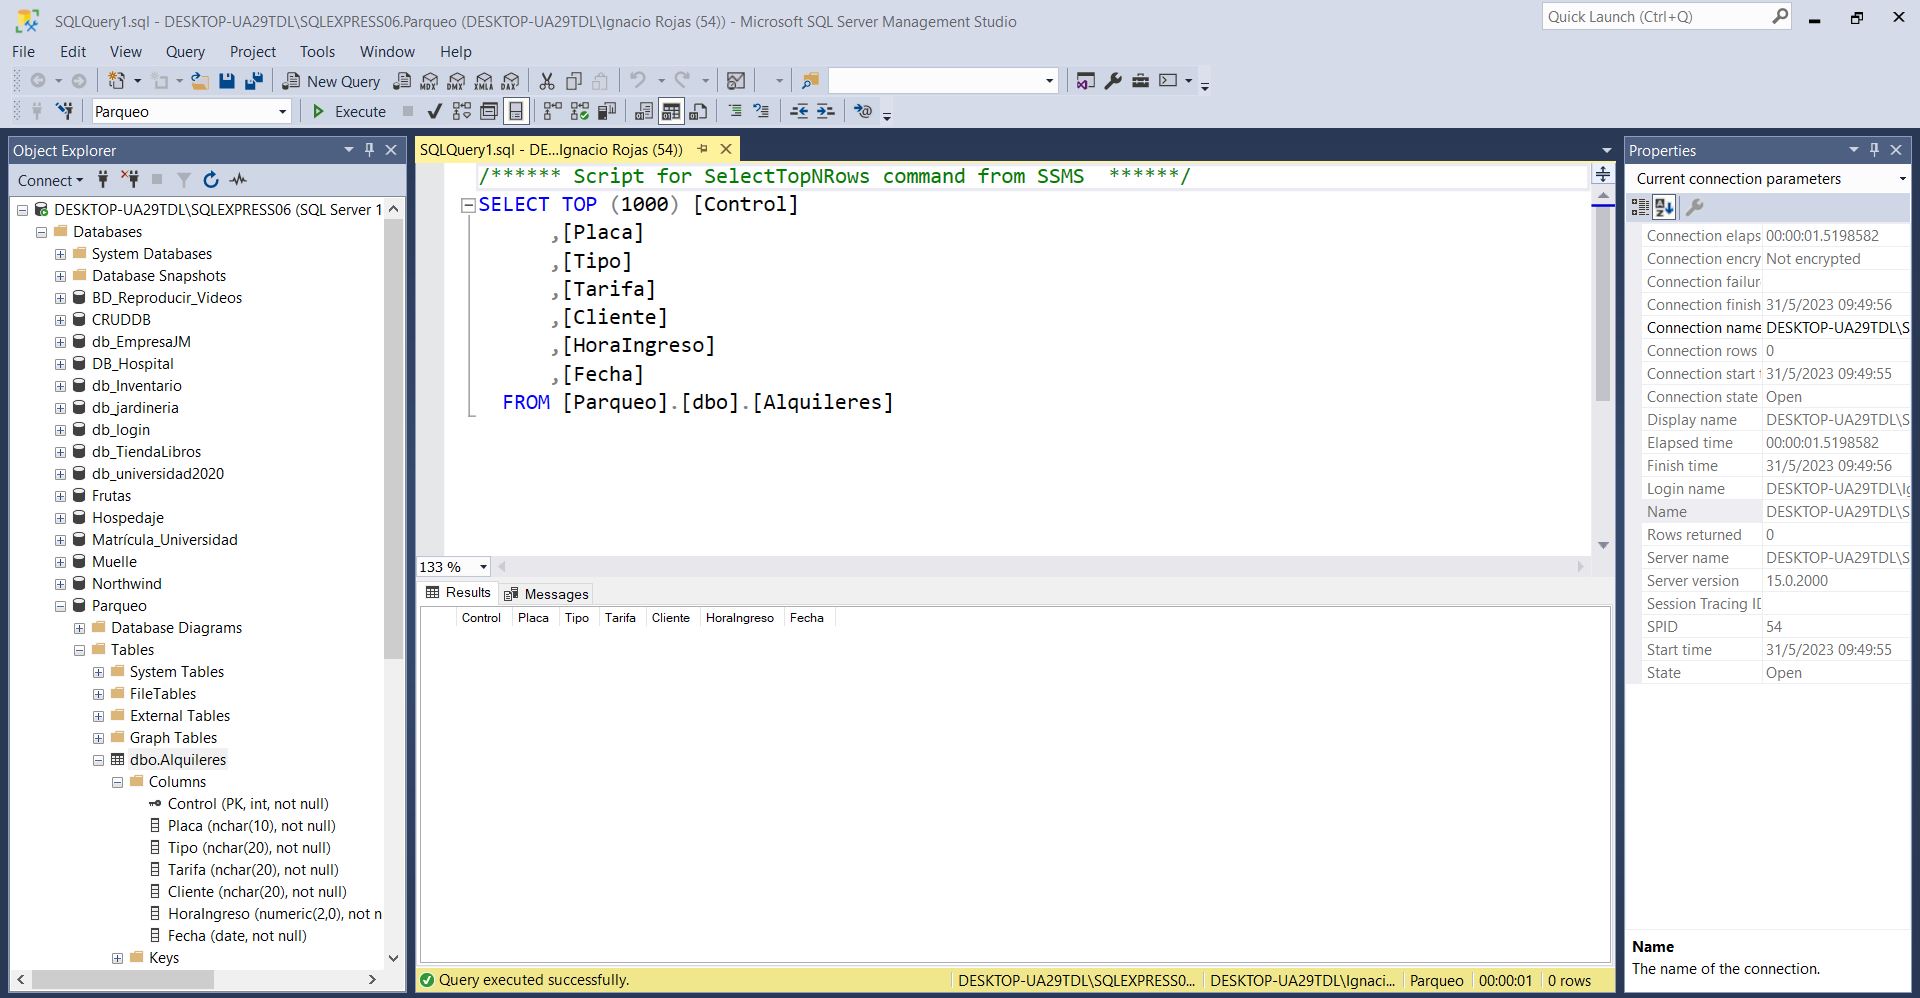 SQLQuery1.sql - DESKTOP-UA29TDL\SQLEXPRESS06.Parqueo (DESKTOP-UA29TDL\Ignacio Rojas (54)) - Microsoft SQL Server Management Studio
Quick Launch (Ctrl+Q)
File Edit View Query Project Tools Window Help
New Query MDX DMX XMLA DAX
Parqueo Execute
Object Explorer
Connect
DESKTOP-UA29TDL\SQLEXPRESS06 (SQL Server 1
Databases
System Databases
Database Snapshots
BD_Reproducir_Videos
CRUDDB
db_EmpresaJM
DB_Hospital
db_Inventario
db_jardineria
db_login
db_TiendaLibros
db_universidad2020
Frutas
Hospedaje
Matrícula_Universidad
Muelle
Northwind
Parqueo
Database Diagrams
Tables
System Tables
FileTables
External Tables
Graph Tables
dbo.Alquileres
Columns
Control (PK, int, not null)
Placa (nchar(10), not null)
Tipo (nchar(20), not null)
Tarifa (nchar(20), not null)
Cliente (nchar(20), not null)
HoraIngreso (numeric(2,0), not n
Fecha (date, not null)
Keys
SQLQuery1.sql - DE...Ignacio Rojas (54))
/****** Script for SelectTopNRows command from SSMS  ******/
SELECT TOP (1000) [Control]
,[Placa]
,[Tipo]
,[Tarifa]
,[Cliente]
,[HoraIngreso]
,[Fecha]
FROM [Parqueo].[dbo].[Alquileres]
133 %
Results Messages
Control Placa Tipo Tarifa Cliente HoraIngreso Fecha
Query executed successfully. DESKTOP-UA29TDL\SQLEXPRESS0... DESKTOP-UA29TDL\Ignaci... Parqueo 00:00:01 0 rows
Properties
Current connection parameters
Connection elaps 00:00:01.5198582
Connection encry Not encrypted
Connection failur
Connection finish 31/5/2023 09:49:56
Connection name DESKTOP-UA29TDL\S
Connection rows 0
Connection start t 31/5/2023 09:49:55
Connection state Open
Display name DESKTOP-UA29TDL\S
Elapsed time 00:00:01.5198582
Finish time 31/5/2023 09:49:56
Login name DESKTOP-UA29TDL\Ig
Name DESKTOP-UA29TDL\S
Rows returned 0
Server name DESKTOP-UA29TDL\S
Server version 15.0.2000
Session Tracing ID
SPID 54
Start time 31/5/2023 09:49:55
State Open
Name
The name of the connection.